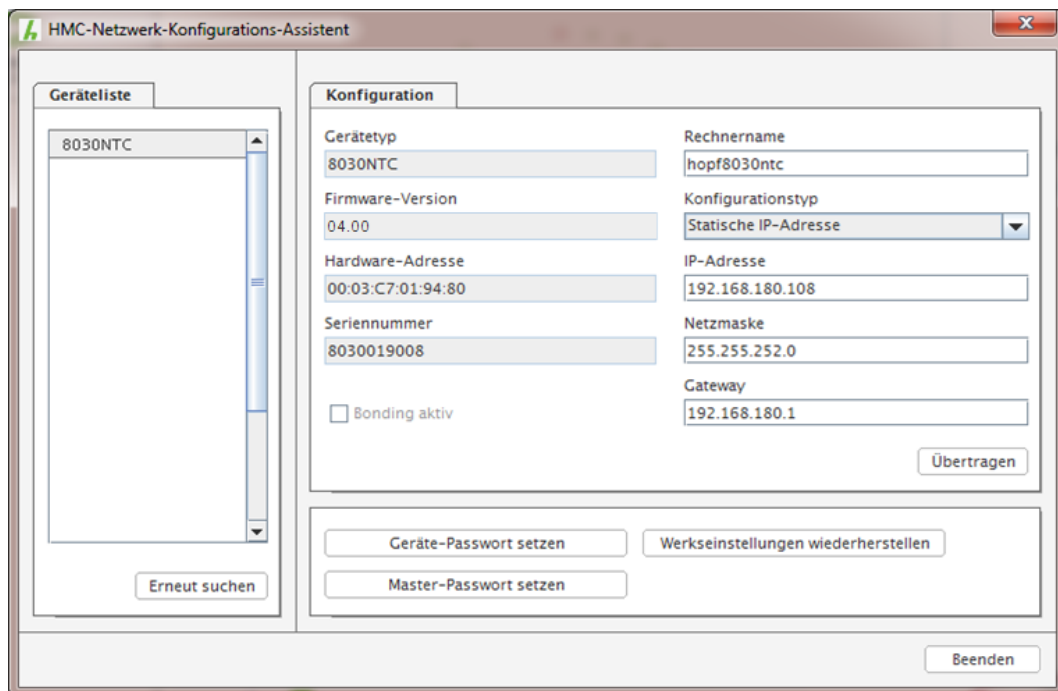 HMC-Netzwerk-Konfigurations-Assistent
Geräteliste
8030NTC
Erneut suchen
Konfiguration
Gerätetyp
8030NTC
Firmware-Version
04.00
Hardware-Adresse
00:03:C7:01:94:80
Seriennummer
8030019008
Bonding aktiv
Rechnername
hopf8030ntc
Konfigurationstyp
Statische IP-Adresse
IP-Adresse
192.168.180.108
Netzmaske
255.255.252.0
Gateway
192.168.180.1
Übertragen
Geräte-Passwort setzen
Werkseinstellungen wiederherstellen
Master-Passwort setzen
Beenden